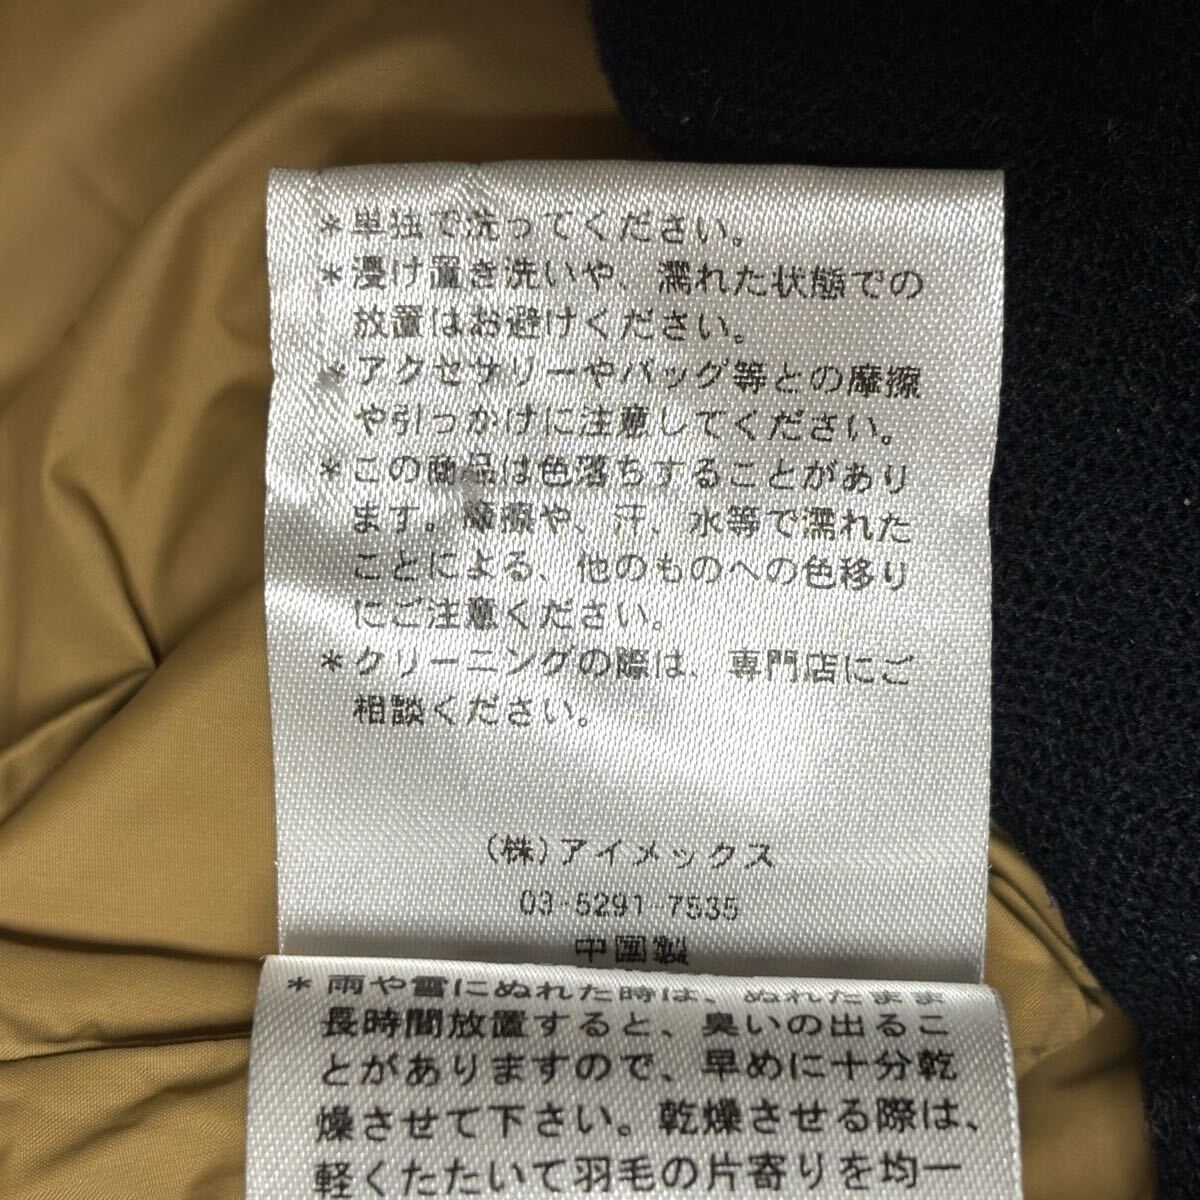 *単独で洗ってください。
*浸け置き洗いや、濡れた状態での
放置はお避けください。
*アクセサリーやバッグ等との摩擦
や引っかけに注意してください。
*この商品は色落ちすることがあり
ます。摩擦や、汗、水等で濡れた
ことによる、他のものへの色移り
にご注意ください。
*クリーニングの際は、専門店にご
相談ください。
(株)アイメックス
03-5291-7535
中国製
*雨や雪にぬれた時は、ぬれたまま
長時間放置すると、臭いの出るこ
とがありますので、早めに十分乾
燥させて下さい。乾燥させる際は、
軽くたたいて羽毛の片寄りを均一